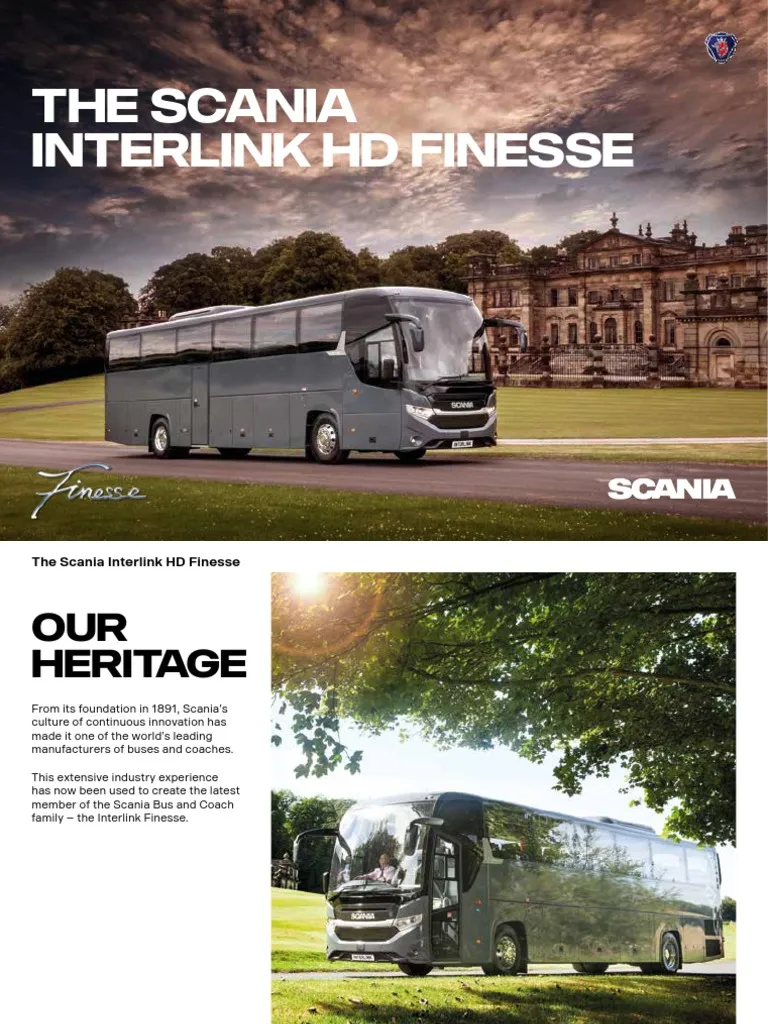 THE SCANIA
INTERLINK HD FINESSE
SCANIA
INTERLINK
Finesse
SCANIA
The Scania Interlink HD Finesse
OUR
HERITAGE
From its foundation in 1891, Scania's
culture of continuous innovation has
made it one of the world's leading
manufacturers of buses and coaches.
This extensive industry experience
has now been used to create the latest
member of the Scania Bus and Coach
family – the Interlink Finesse.
SCANIA
INTERLINK